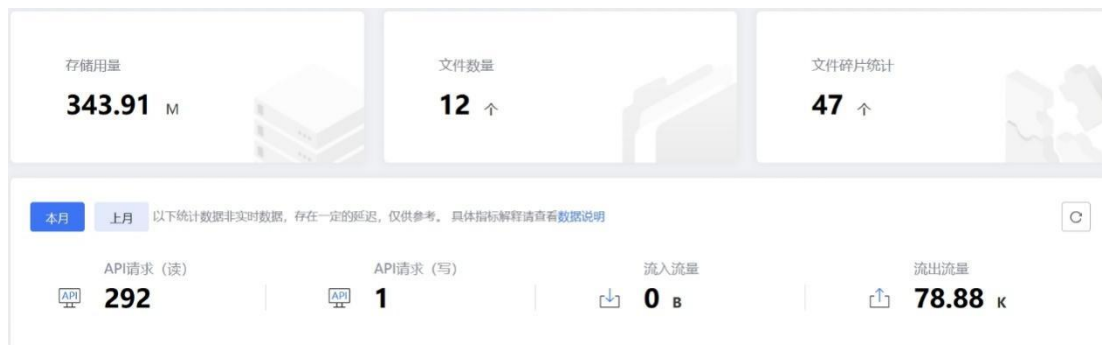 存储用量
343.91 M
文件数量
12 个
文件碎片统计
47 个
本月 上月 以下统计数据非实时数据，存在一定的延迟，仅供参考。 具体指标解释请查看数据说明
API请求（读）
API 292
API请求（写）
API 1
流入流量
0 B
流出流量
78.88 K